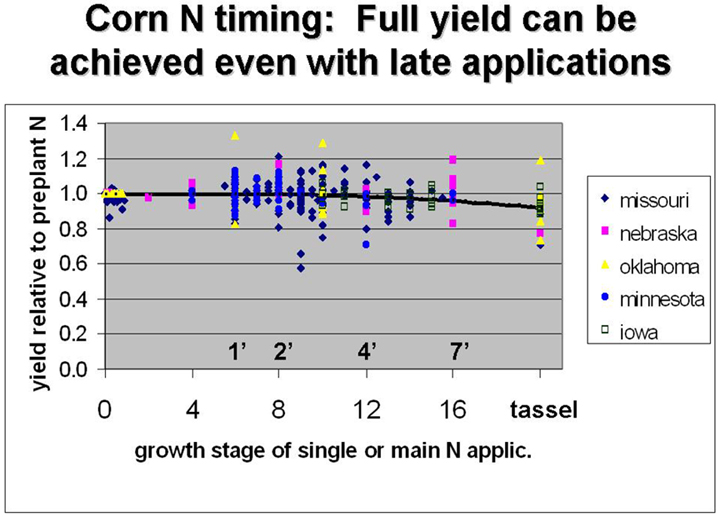 Corn N timing:  Full yield can be
achieved even with late applications
yield relative to preplant N
1.4
1.2
1.0
0.8
0.6
0.4
0.2
0.0
1’ 2’ 4’ 7’
0 4 8 12 16 tassel
growth stage of single or main N applic.
missouri
nebraska
oklahoma
minnesota
iowa